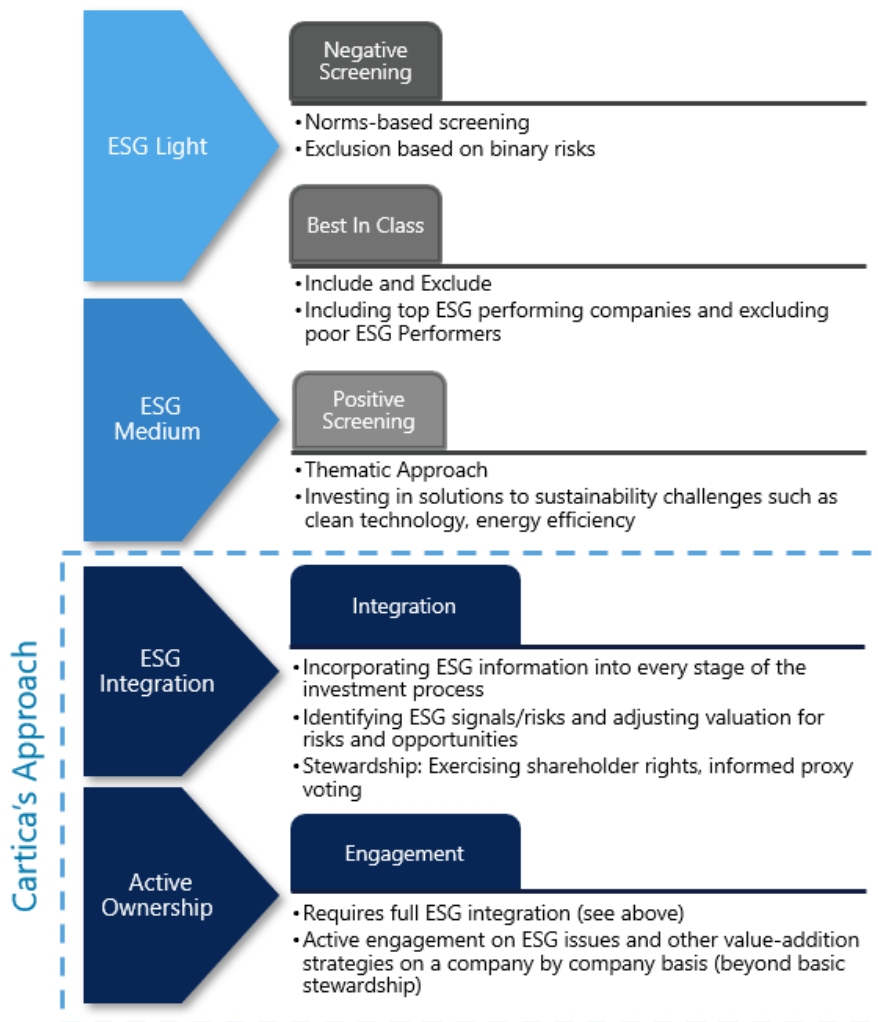 ESG Light
Negative
Screening
•Norms-based screening
•Exclusion based on binary risks
Best In Class
•Include and Exclude
•Including top ESG performing companies and excluding
poor ESG Performers
ESG
Medium
Positive
Screening
•Thematic Approach
•Investing in solutions to sustainability challenges such as
clean technology, energy efficiency
Cartica's Approach
ESG
Integration
Integration
•Incorporating ESG information into every stage of the
investment process
•Identifying ESG signals/risks and adjusting valuation for
risks and opportunities
•Stewardship: Exercising shareholder rights, informed proxy
voting
Active
Ownership
Engagement
•Requires full ESG integration (see above)
•Active engagement on ESG issues and other value-addition
strategies on a company by company basis (beyond basic
stewardship)